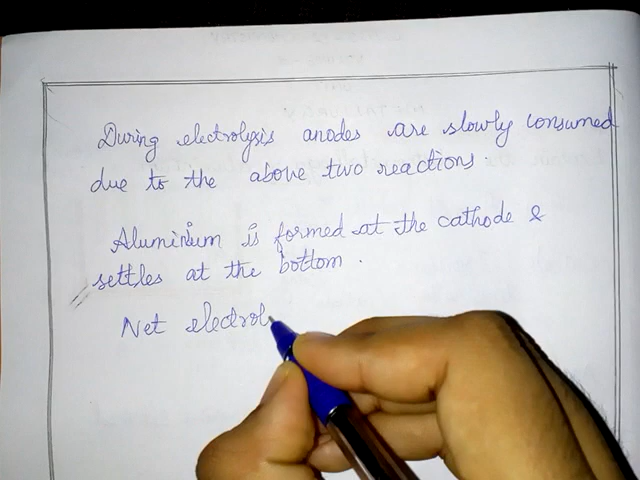 During electrolysis anodes are slowly consumed
due to the above two reactions.
Aluminium is formed at the cathode &
settles at the bottom.
Net electrol